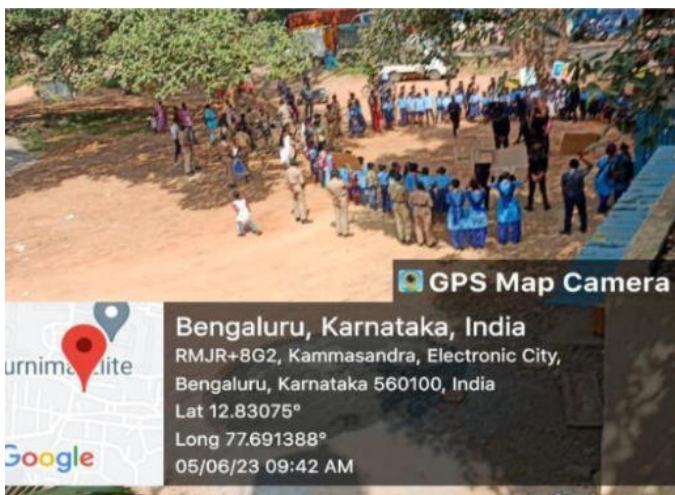 GPS Map Camera
Bengaluru, Karnataka, India
RMJR+8G2, Kammasandra, Electronic City,
Bengaluru, Karnataka 560100, India
Lat 12.83075°
Long 77.691388°
05/06/23 09:42 AM
Google